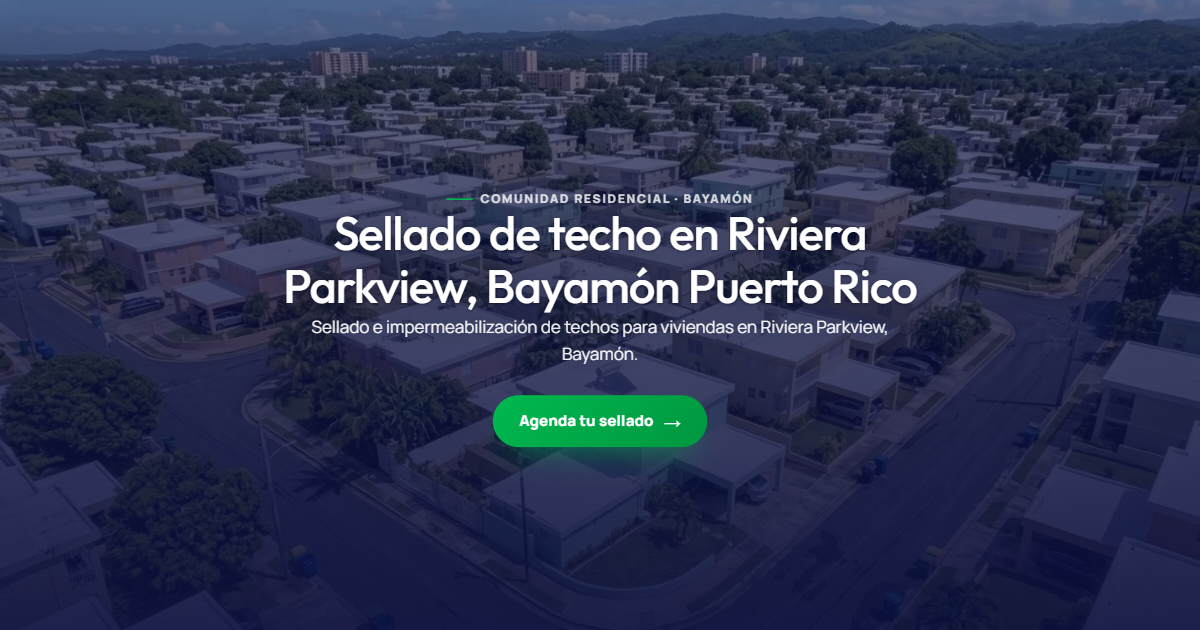 COMUNIDAD RESIDENCIAL · BAYAMÓN
Sellado de techo en Riviera
Parkview, Bayamón Puerto Rico
Sellado e impermeabilización de techos para viviendas en Riviera Parkview,
Bayamón.
Agenda tu sellado →